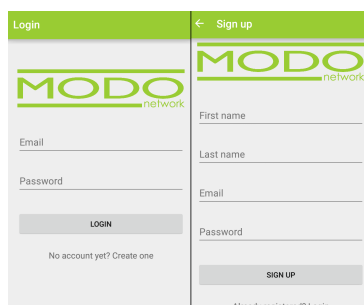 Login
MODO
network
Email
Password
LOGIN
No account yet? Create one
← Sign up
MODO
network
First name
Last name
Email
Password
SIGN UP